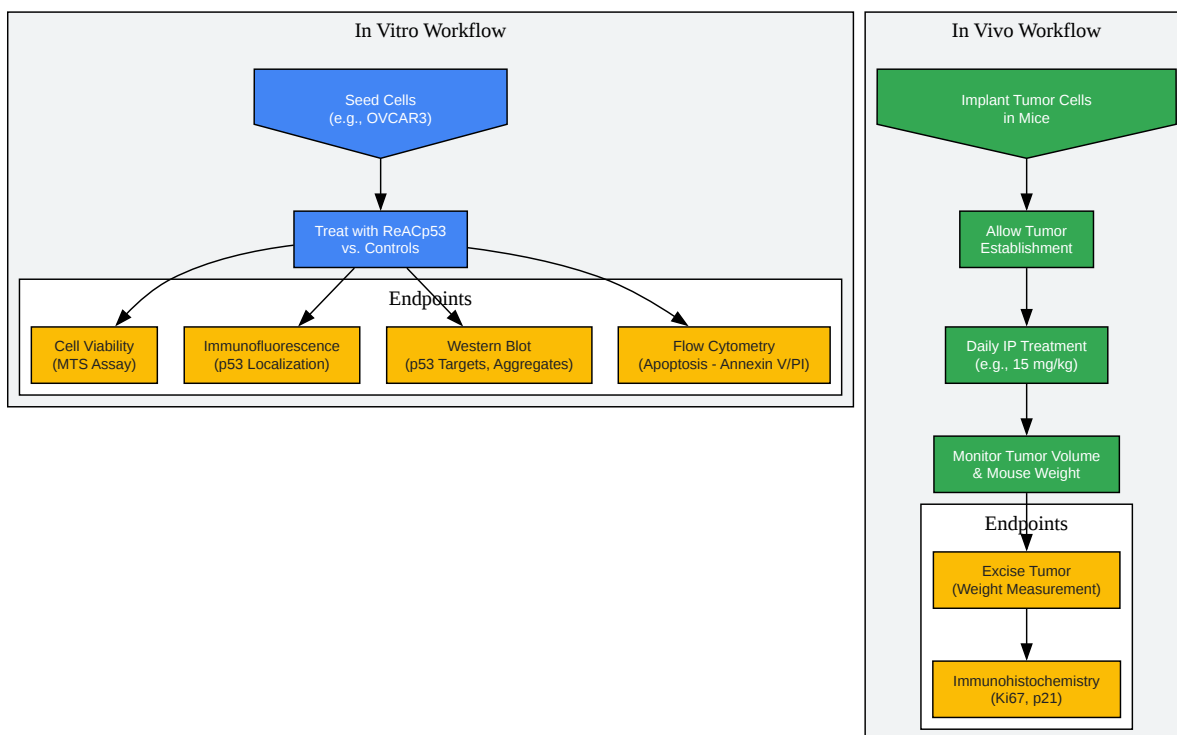 In Vitro Workflow
Seed Cells
(e.g., OVCAR3)
Treat with ReACp53
vs. Controls
Endpoints
Cell Viability
(MTS Assay)
Immunofluorescence
(p53 Localization)
Western Blot
(p53 Targets, Aggregates)
Flow Cytometry
(Apoptosis - Annexin V/PI)
In Vivo Workflow
Implant Tumor Cells
in Mice
Allow Tumor
Establishment
Daily IP Treatment
(e.g., 15 mg/kg)
Monitor Tumor Volume
& Mouse Weight
Endpoints
Excise Tumor
(Weight Measurement)
Immunohistochemistry
(Ki67, p21)